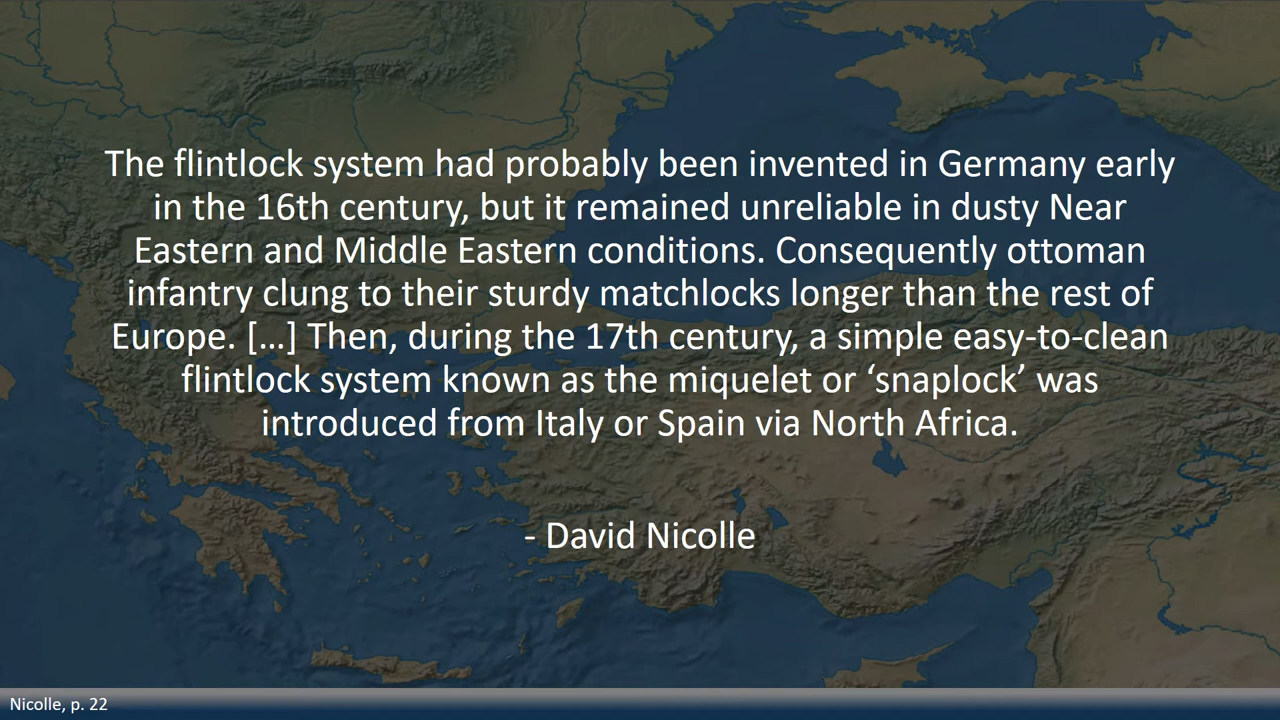 The flintlock system had probably been invented in Germany early
in the 16th century, but it remained unreliable in dusty Near
Eastern and Middle Eastern conditions. Consequently ottoman
infantry clung to their sturdy matchlocks longer than the rest of
Europe. […] Then, during the 17th century, a simple easy-to-clean
flintlock system known as the miquelet or ‘snaplock’ was
introduced from Italy or Spain via North Africa.
- David Nicolle
Nicolle, p. 22